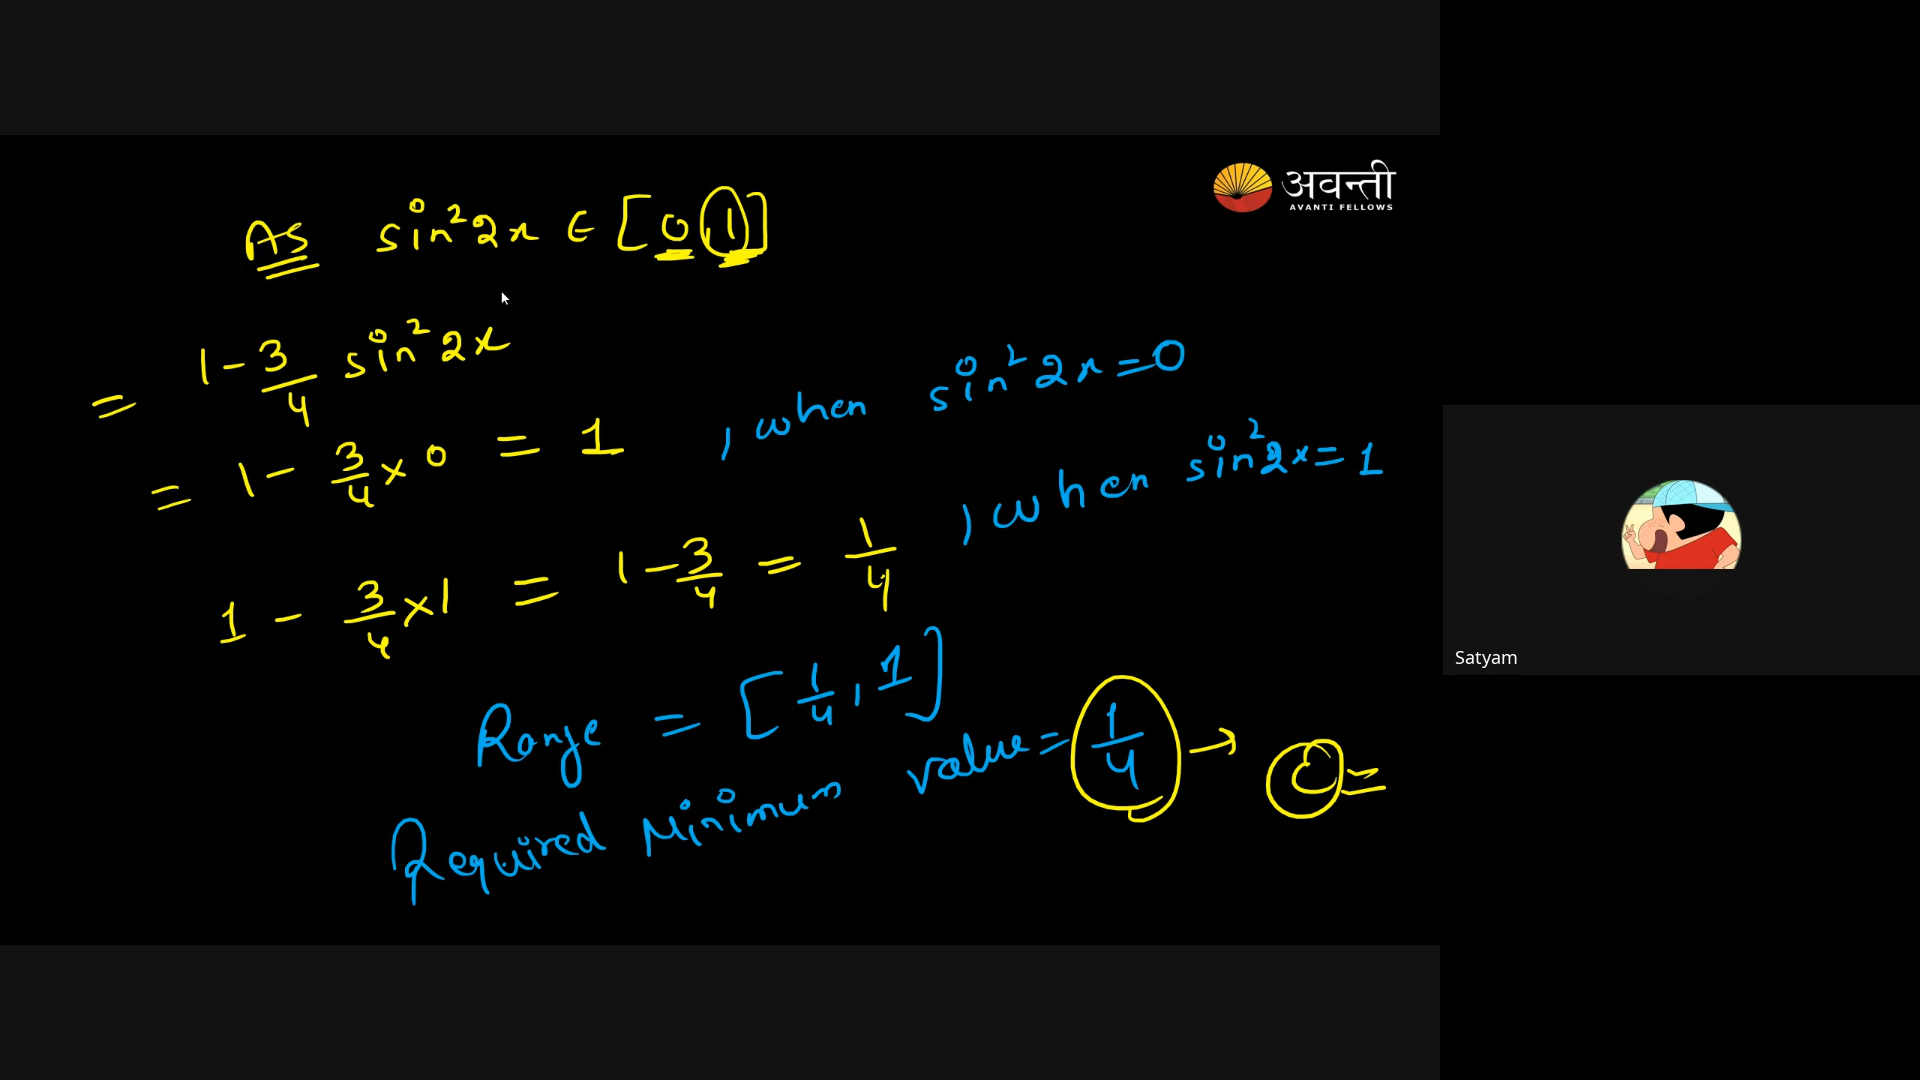 अवन्ती
AVANTI FELLOWS
As sin²2x ∈ [0,1]
= 1 - 3/4 sin²2x
= 1 - 3/4 × 0 = 1 , when sin²2x = 0
1 - 3/4 × 1 = 1 - 3/4 = 1/4 , when sin²2x = 1
Range = [1/4, 1]
Required Minimum value = 1/4 → C =
Satyam